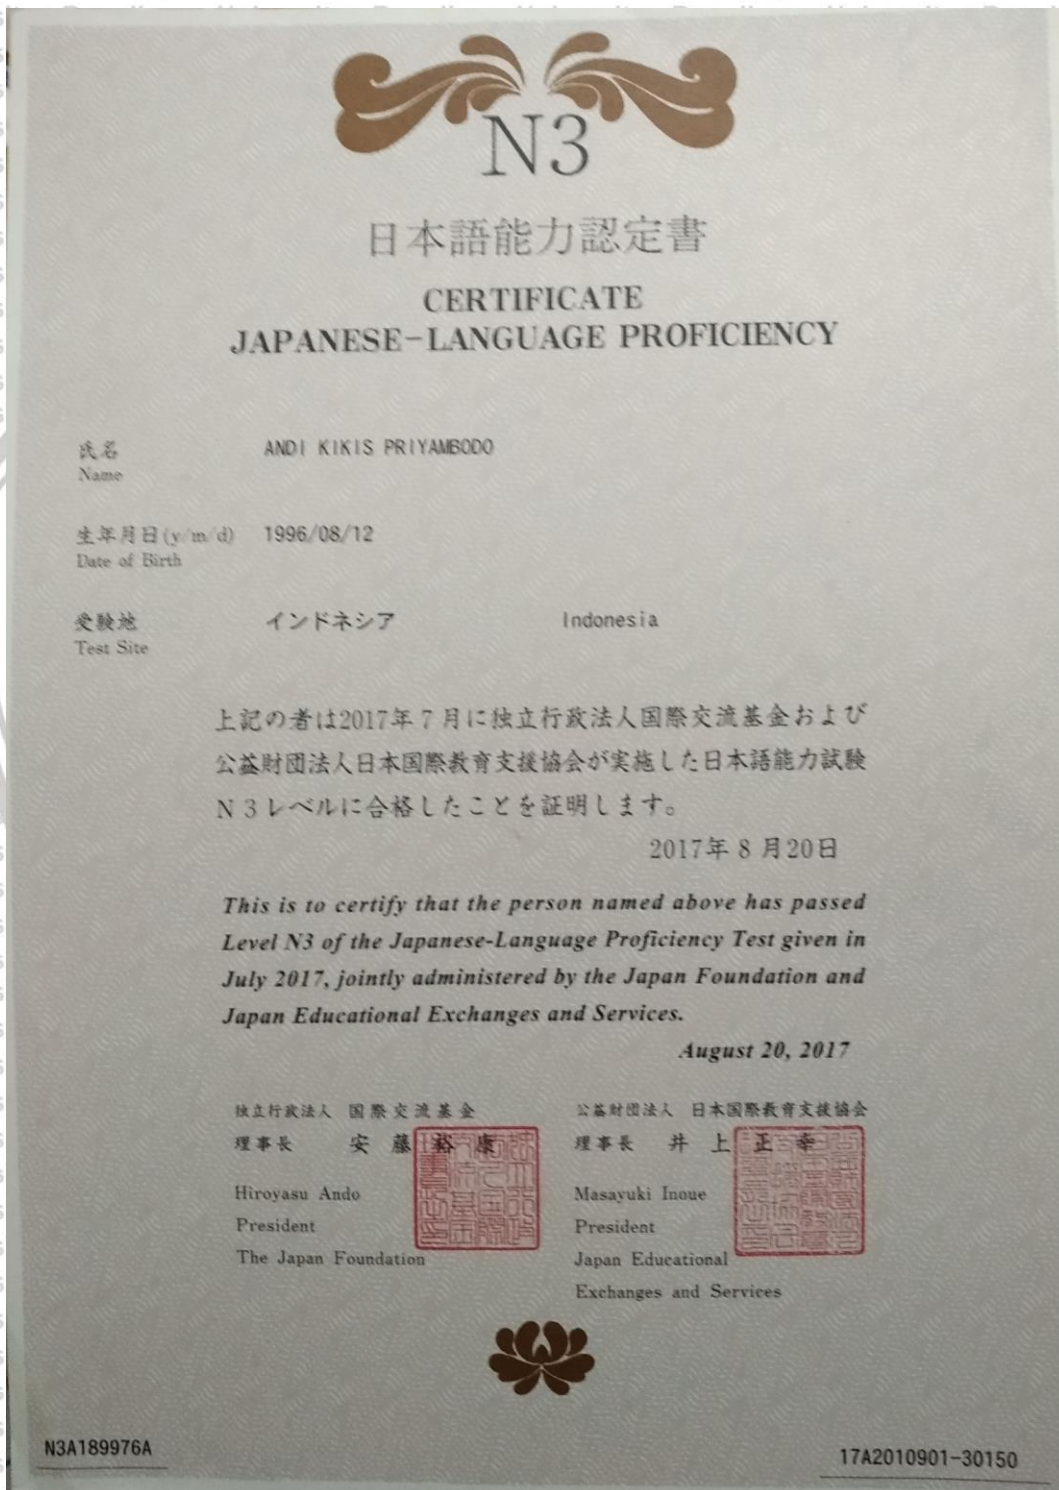 N3
日本語能力認定書
CERTIFICATE
JAPANESE-LANGUAGE PROFICIENCY
氏名 ANDI KIKIS PRIYAMBODO
Name
生年月日(y/m/d) 1996/08/12
Date of Birth
受験地 インドネシア Indonesia
Test Site
上記の者は2017年7月に独立行政法人国際交流基金および
公益財団法人日本国際教育支援協会が実施した日本語能力試験
N3レベルに合格したことを証明します。
2017年8月20日
This is to certify that the person named above has passed
Level N3 of the Japanese-Language Proficiency Test given in
July 2017, jointly administered by the Japan Foundation and
Japan Educational Exchanges and Services.
August 20, 2017
独立行政法人 国際交流基金
理事長 安藤裕康
Hiroyasu Ando
President
The Japan Foundation
公益財団法人 日本国際教育支援協会
理事長 井上正幸
Masayuki Inoue
President
Japan Educational
Exchanges and Services
N3A189976A
17A2010901-30150